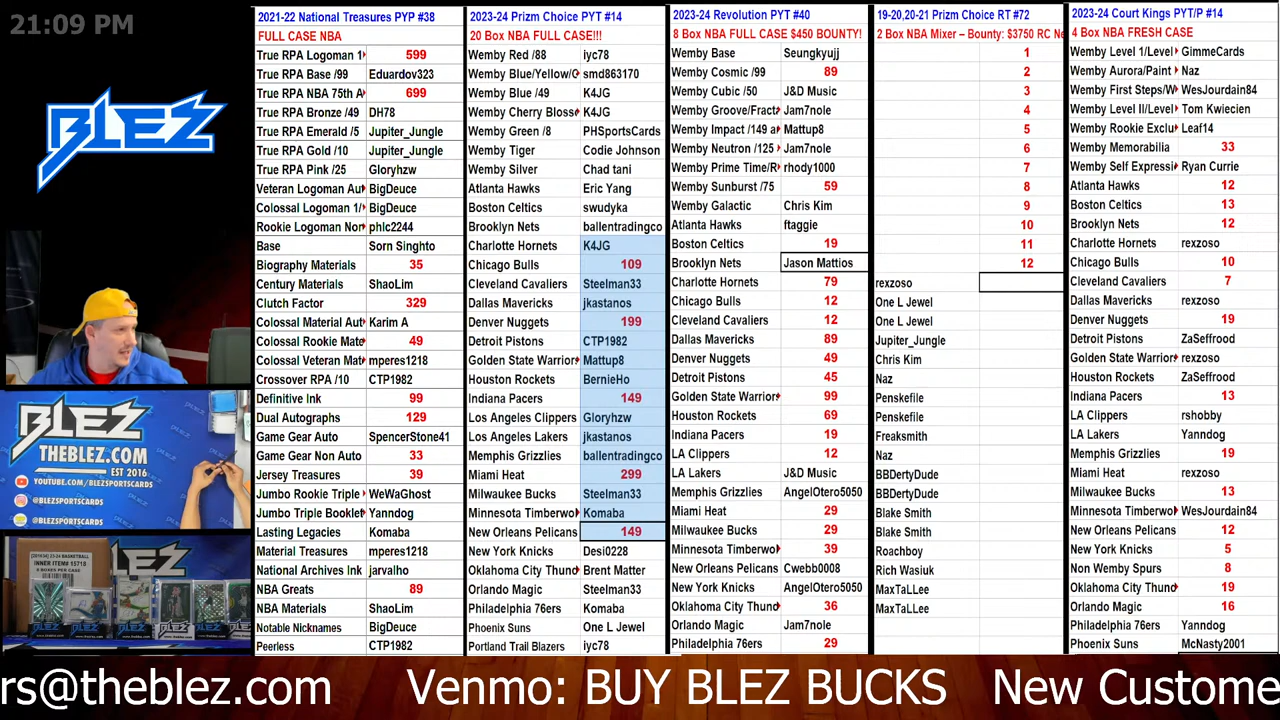 21:09 PM
BLEZ
BLEZ
THEBLEZ.COM
EST 2016
YOUTUBE.COM/BLEZSPORTSCARDS
@BLEZSPORTSCARDS
@BLEZSPORTSCARDS
INNER ITEM# 15718
2021-22 National Treasures PYP #38
FULL CASE NBA
True RPA Logoman 1 599
True RPA Base /99 Eduardov323
True RPA NBA 75th A 699
True RPA Bronze /49 DH78
True RPA Emerald /5 Jupiter_Jungle
True RPA Gold /10 Jupiter_Jungle
True RPA Pink /25 Gloryhzw
Veteran Logoman Au BigDeuce
Colossal Logoman 1/ BigDeuce
Rookie Logoman Non phlc2244
Base Sorn Singhto
Biography Materials 35
Century Materials ShaoLim
Clutch Factor 329
Colossal Material Aut Karim A
Colossal Rookie Mate 49
Colossal Veteran Mat mperes1218
Crossover RPA /10 CTP1982
Definitive Ink 99
Dual Autographs 129
Game Gear Auto SpencerStone41
Game Gear Non Auto 33
Jersey Treasures 39
Jumbo Rookie Triple WeWaGhost
Jumbo Triple Booklet Yanndog
Lasting Legacies Komaba
Material Treasures mperes1218
National Archives Ink jarvalho
NBA Greats 89
NBA Materials ShaoLim
Notable Nicknames BigDeuce
Peerless CTP1982
2023-24 Prizm Choice PYT #14
20 Box NBA FULL CASE!!!
Wemby Red /88 iyc78
Wemby Blue/Yellow/G smd863170
Wemby Blue /49 K4JG
Wemby Cherry Bloss K4JG
Wemby Green /8 PHSportsCards
Wemby Tiger Codie Johnson
Wemby Silver Chad tani
Atlanta Hawks Eric Yang
Boston Celtics swudyka
Brooklyn Nets ballentradingco
Charlotte Hornets K4JG
Chicago Bulls 109
Cleveland Cavaliers Steelman33
Dallas Mavericks jkastanos
Denver Nuggets 199
Detroit Pistons CTP1982
Golden State Warrior Mattup8
Houston Rockets BernieHo
Indiana Pacers 149
Los Angeles Clippers Gloryhzw
Los Angeles Lakers jkastanos
Memphis Grizzlies ballentradingco
Miami Heat 299
Milwaukee Bucks Steelman33
Minnesota Timberwo Komaba
New Orleans Pelicans 149
New York Knicks Desi0228
Oklahoma City Thund Brent Matter
Orlando Magic Steelman33
Philadelphia 76ers Komaba
Phoenix Suns One L Jewel
Portland Trail Blazers iyc78
2023-24 Revolution PYT #40
8 Box NBA FULL CASE $450 BOUNTY!
Wemby Base Seungkyujj
Wemby Cosmic /99 89
Wemby Cubic /50 J&D Music
Wemby Groove/Fract Jam7nole
Wemby Impact /149 a Mattup8
Wemby Neutron /125 Jam7nole
Wemby Prime Time/R rhody1000
Wemby Sunburst /75 59
Wemby Galactic Chris Kim
Atlanta Hawks ftaggie
Boston Celtics 19
Brooklyn Nets Jason Mattios
Charlotte Hornets 79
Chicago Bulls 12
Cleveland Cavaliers 12
Dallas Mavericks 89
Denver Nuggets 49
Detroit Pistons 45
Golden State Warriors 99
Houston Rockets 69
Indiana Pacers 19
LA Clippers 12
LA Lakers J&D Music
Memphis Grizzlies AngelOtero5050
Miami Heat 29
Milwaukee Bucks 29
Minnesota Timberwo 39
New Orleans Pelicans Cwebb0008
New York Knicks AngelOtero5050
Oklahoma City Thund 36
Orlando Magic Jam7nole
Philadelphia 76ers 29
19-20,20-21 Prizm Choice RT #72
2 Box NBA Mixer – Bounty: $3750 RC Ne
1
2
3
4
5
6
7
8
9
10
11
12
rexzoso
One L Jewel
One L Jewel
Jupiter_Jungle
Chris Kim
Naz
Penskefile
Penskefile
Freaksmith
Naz
BBDertyDude
BBDertyDude
Blake Smith
Blake Smith
Roachboy
Rich Wasiuk
MaxTaLLee
MaxTaLLee
2023-24 Court Kings PYT/P #14
4 Box NBA FRESH CASE
Wemby Level 1/Level GimmeCards
Wemby Aurora/Paint Naz
Wemby First Steps/W WesJourdain84
Wemby Level II/Level Tom Kwiecien
Wemby Rookie Exclu Leaf14
Wemby Memorabilia 33
Wemby Self Expressi Ryan Currie
Atlanta Hawks 12
Boston Celtics 13
Brooklyn Nets 12
Charlotte Hornets rexzoso
Chicago Bulls 10
Cleveland Cavaliers 7
Dallas Mavericks rexzoso
Denver Nuggets 19
Detroit Pistons ZaSeffrood
Golden State Warrior rexzoso
Houston Rockets ZaSeffrood
Indiana Pacers 13
LA Clippers rshobby
LA Lakers Yanndog
Memphis Grizzlies 19
Miami Heat rexzoso
Milwaukee Bucks 13
Minnesota Timberwo WesJourdain84
New Orleans Pelicans 12
New York Knicks 5
Non Wemby Spurs 8
Oklahoma City Thund 19
Orlando Magic 16
Philadelphia 76ers Yanndog
Phoenix Suns McNasty2001
rs@theblez.com Venmo: BUY BLEZ BUCKS New Custome